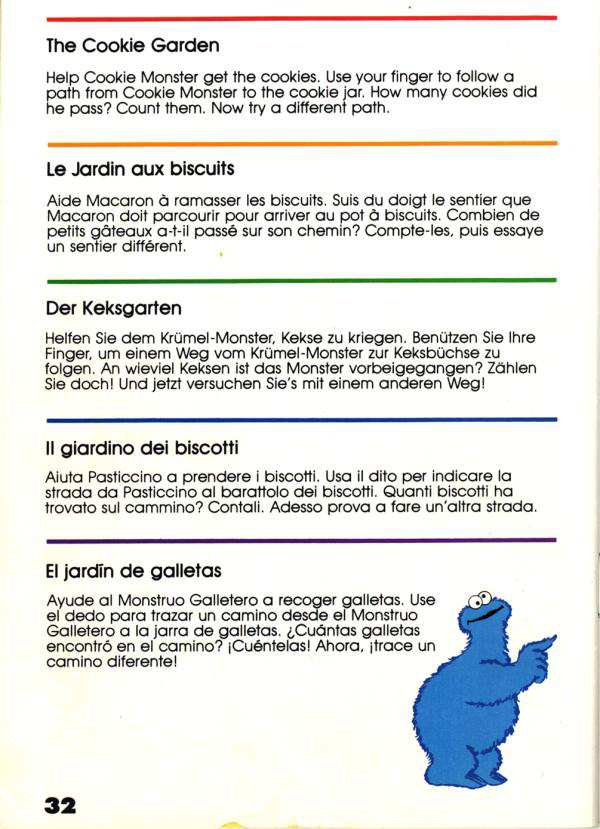 The Cookie Garden
Help Cookie Monster get the cookies. Use your finger to follow a
path from Cookie Monster to the cookie jar. How many cookies did
he pass? Count them. Now try a different path.
Le Jardin aux biscuits
Aide Macaron à ramasser les biscuits. Suis du doigt le sentier que
Macaron doit parcourir pour arriver au pot à biscuits. Combien de
petits gâteaux a-t-il passé sur son chemin? Compte-les, puis essaye
un sentier différent.
Der Keksgarten
Helfen Sie dem Krümel-Monster, Kekse zu kriegen. Benützen Sie Ihre
Finger, um einem Weg vom Krümel-Monster zur Keksbüchse zu
folgen. An wieviel Keksen ist das Monster vorbeigegangen? Zählen
Sie doch! Und jetzt versuchen Sie's mit einem anderen Weg!
Il giardino dei biscotti
Aiuta Pasticcino a prendere i biscotti. Usa il dito per indicare la
strada da Pasticcino al barattolo dei biscotti. Quanti biscotti ha
trovato sul cammino? Contali. Adesso prova a fare un'altra strada.
El jardín de galletas
Ayude al Monstruo Galletero a recoger galletas. Use
el dedo para trazar un camino desde el Monstruo
Galletero a la jarra de galletas. ¿Cuántas galletas
encontró en el camino? ¡Cuéntelas! Ahora, ¡trace un
camino diferente!
32